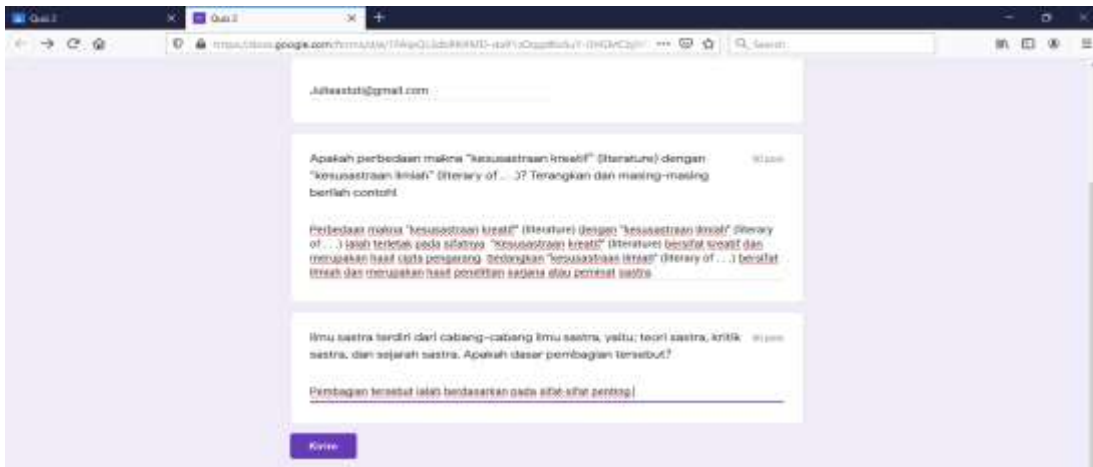 Quiz 2
Quiz 2
Search
Julieastuti@gmail.com
Apakah perbedaan makna "kesusastraan kreatif" (literature) dengan
"kesusastraan ilmiah" (literary of . . .)? Terangkan dan masing-masing
berilah contoh!
Perbedaan makna "kesusastraan kreatif" (literature) dengan "kesusastraan ilmiah" (literary
of . . .) ialah terletak pada sifatnya. "Kesusastraan kreatif" (literature) bersifat kreatif dan
merupakan hasil cipta pengarang. Sedangkan "kesusastraan ilmiah" (literary of . . .) bersifat
ilmiah dan merupakan hasil penelitian sarjana atau peminat sastra.
Ilmu sastra terdiri dari cabang-cabang ilmu sastra, yaitu; teori sastra, kritik
sastra, dan sejarah sastra. Apakah dasar pembagian tersebut?
Pembagian tersebut ialah berdasarkan pada sifat-sifat penting
Kirim